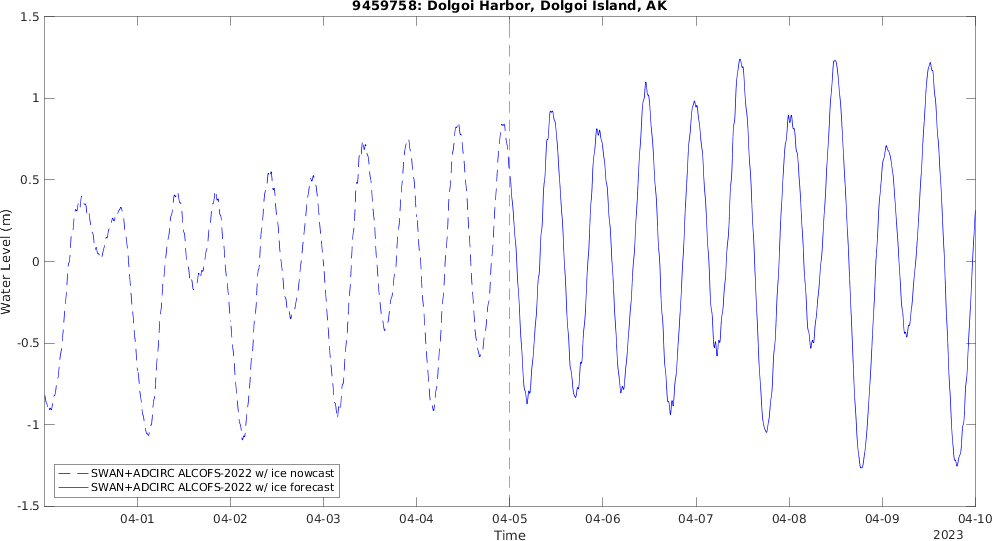 9459758: Dolgoi Harbor, Dolgoi Island, AK
1.5
1
0.5
0
-0.5
-1
-1.5
Water Level (m)
SWAN+ADCIRC ALCOFS-2022 w/ ice nowcast
SWAN+ADCIRC ALCOFS-2022 w/ ice forecast
04-01 04-02 04-03 04-04 04-05 04-06 04-07 04-08 04-09 04-10
Time
2023